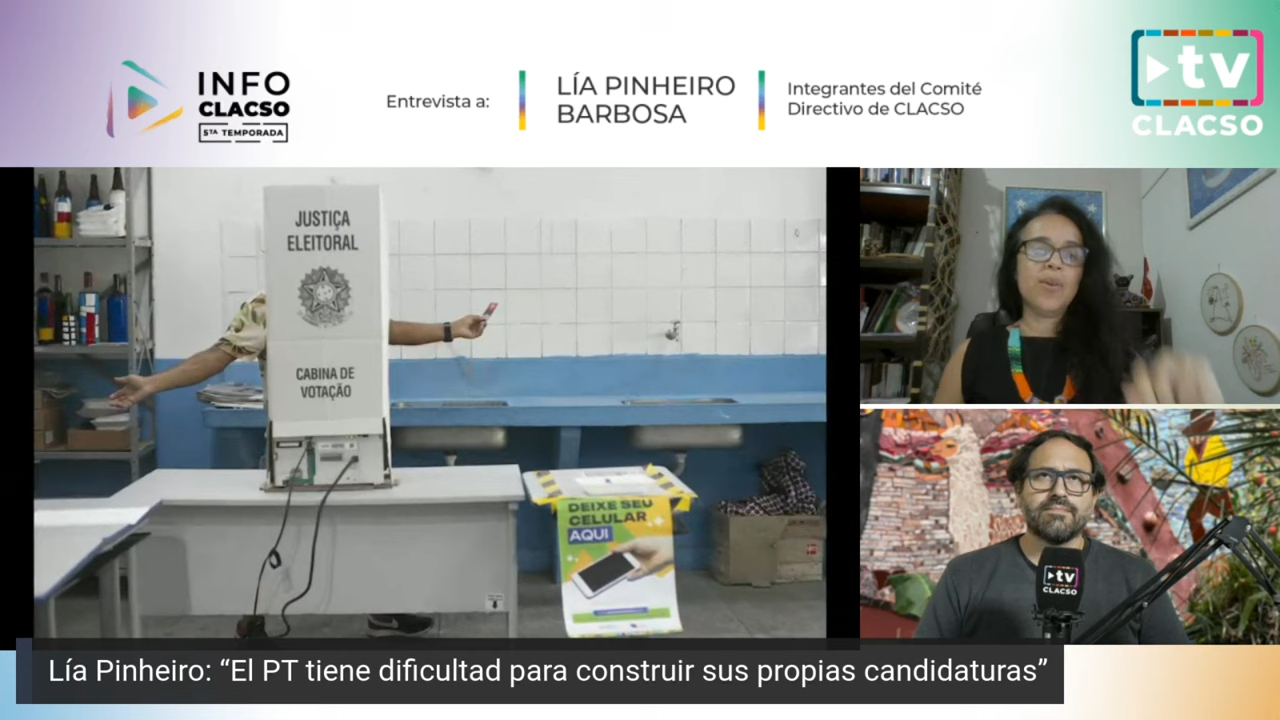 INFO
CLACSO
5TA TEMPORADA
Entrevista a:
LÍA PINHEIRO
BARBOSA
Integrantes del Comité
Directivo de CLACSO
tv
CLACSO
JUSTIÇA
ELEITORAL
CABINA DE
VOTAÇÃO
DEIXE SEU
CELULAR
AQUI
tv
CLACSO
Lía Pinheiro: “El PT tiene dificultad para construir sus propias candidaturas”